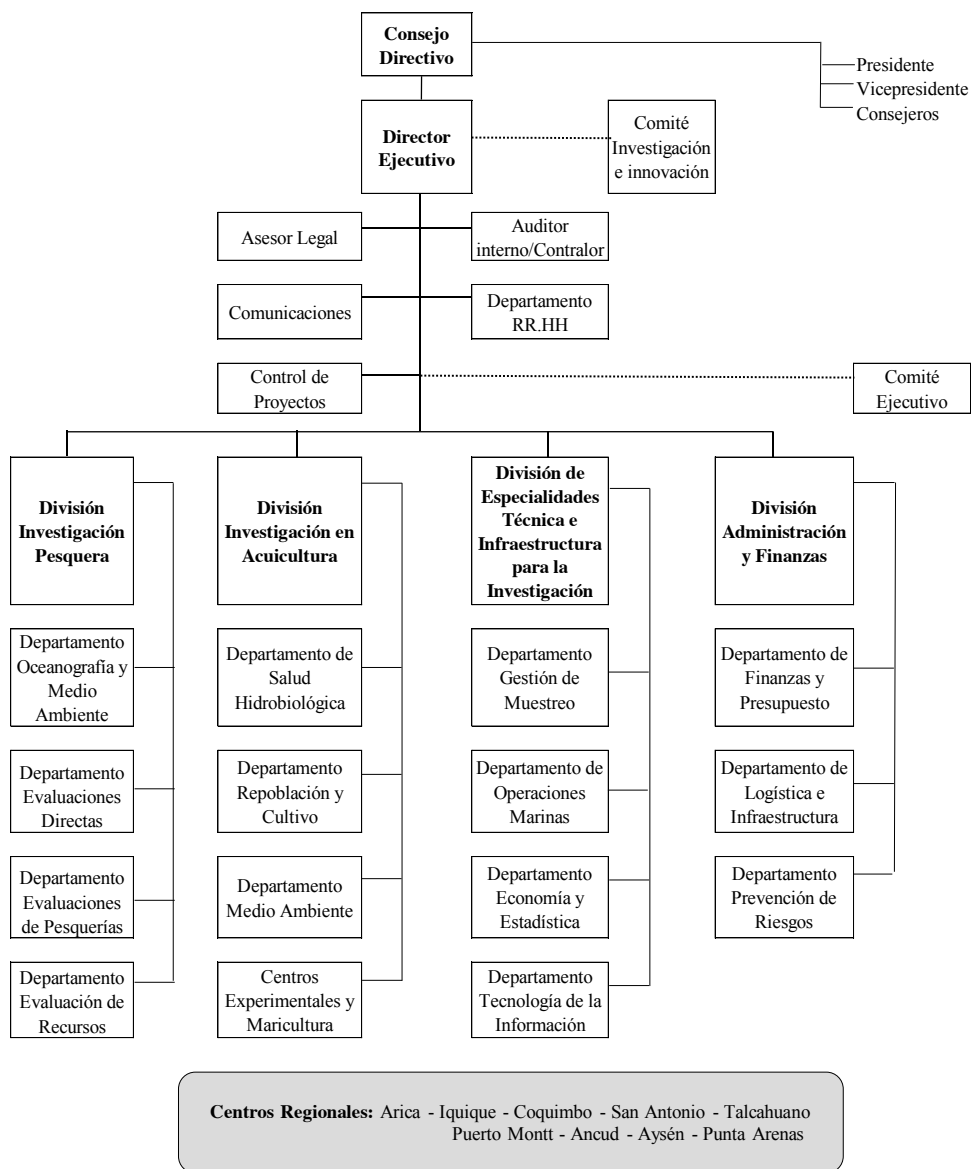 Consejo
Directivo
Presidente
Vicepresidente
Consejeros
Director
Ejecutivo
Comité
Investigación
e innovación
Asesor Legal
Auditor
interno/Contralor
Comunicaciones
Departamento
RR.HH
Control de
Proyectos
Comité
Ejecutivo
División
Investigación
Pesquera
División
Investigación en
Acuicultura
División de
Especialidades
Técnica e
Infraestructura
para la
Investigación
División
Administración
y Finanzas
Departamento
Oceanografía y
Medio
Ambiente
Departamento de
Salud
Hidrobiológica
Departamento
Gestión de
Muestreo
Departamento de
Finanzas y
Presupuesto
Departamento
Evaluaciones
Directas
Departamento
Repoblación y
Cultivo
Departamento de
Operaciones
Marinas
Departamento de
Logística e
Infraestructura
Departamento
Evaluaciones
de Pesquerías
Departamento
Medio Ambiente
Departamento
Economía y
Estadística
Departamento
Prevención de
Riesgos
Departamento
Evaluación de
Recursos
Centros
Experimentales y
Maricultura
Departamento
Tecnología de la
Información
Centros Regionales: Arica - Iquique - Coquimbo - San Antonio - Talcahuano
Puerto Montt - Ancud - Aysén - Punta Arenas